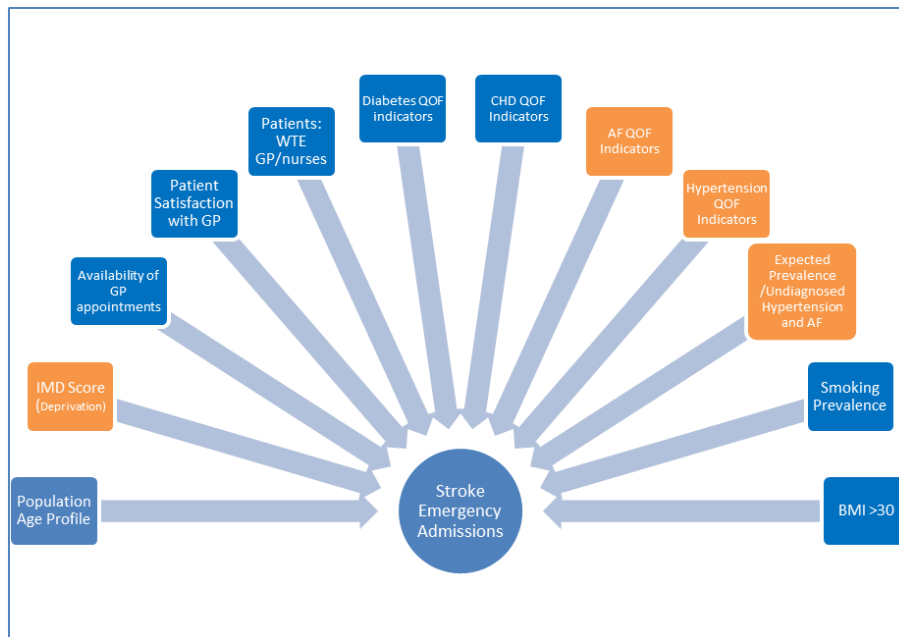 Diabetes QOF
indicators
CHD QOF
Indicators
Patients:
WTE
GP/nurses
AF QOF
Indicators
Patient
Satisfaction
with GP
Hypertension
QOF
Indicators
Availability of
GP
appointments
Expected
Prevalence
/Undiagnosed
Hypertension
and AF
IMD Score
(Deprivation)
Smoking
Prevalence
Population
Age Profile
Stroke
Emergency
Admissions
BMI >30